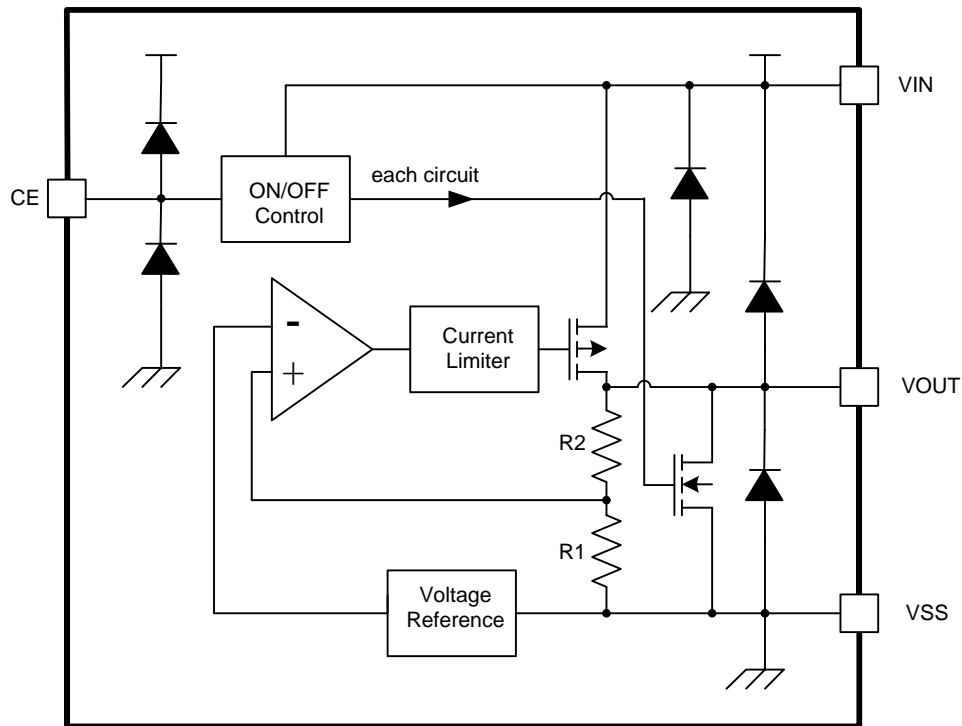 VIN
each circuit
CE
ON/OFF
Control
-
+
Current
Limiter
VOUT
R2
R1
Voltage
Reference
VSS